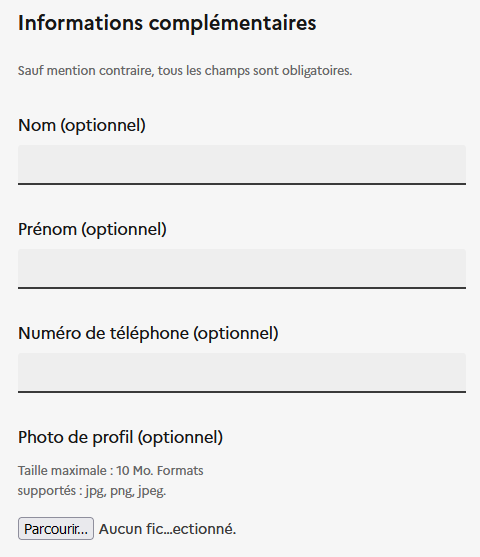 Informations complémentaires
Sauf mention contraire, tous les champs sont obligatoires.
Nom (optionnel)
Prénom (optionnel)
Numéro de téléphone (optionnel)
Photo de profil (optionnel)
Taille maximale : 10 Mo. Formats
supportés : jpg, png, jpeg.
Parcourir... Aucun fic...ectionné.